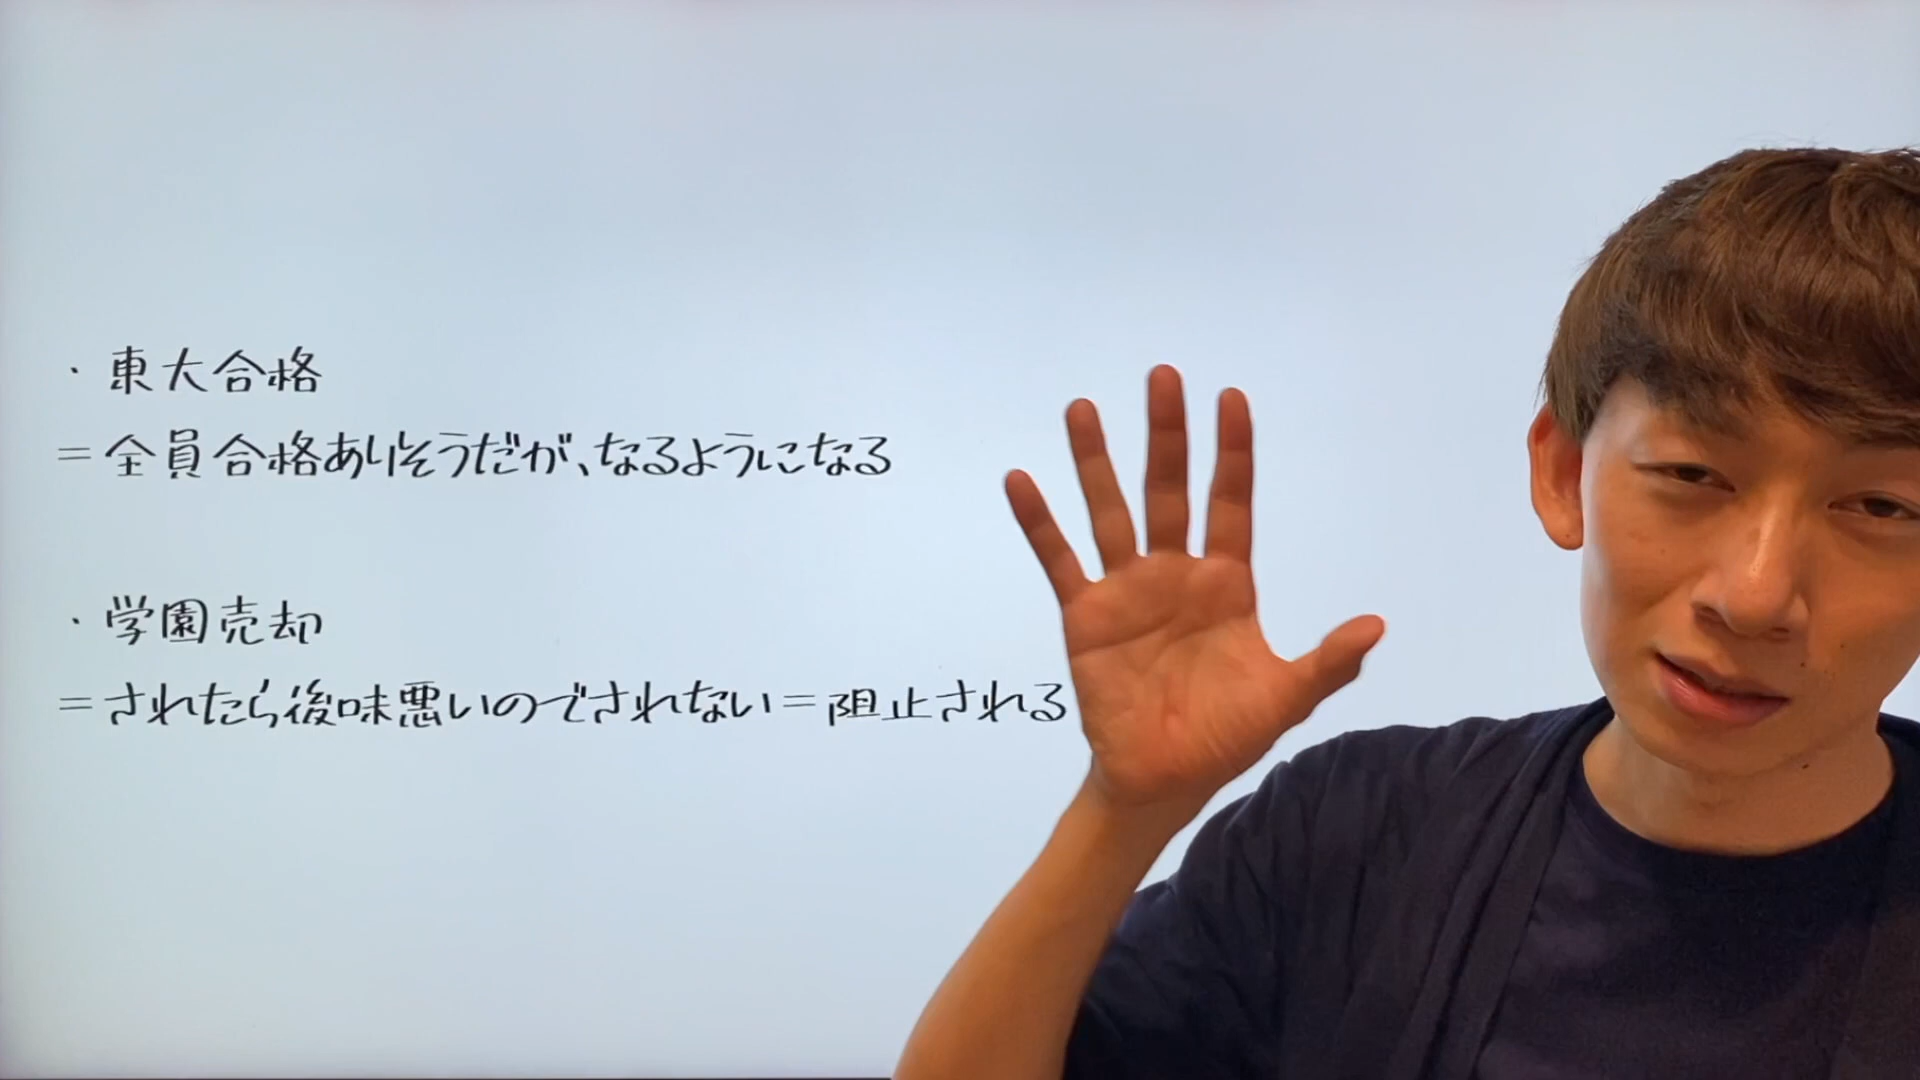 ・東大合格
=全員合格ありそうだが、なるようになる
・学園売却
=されたら後味悪いのでされない=阻止される